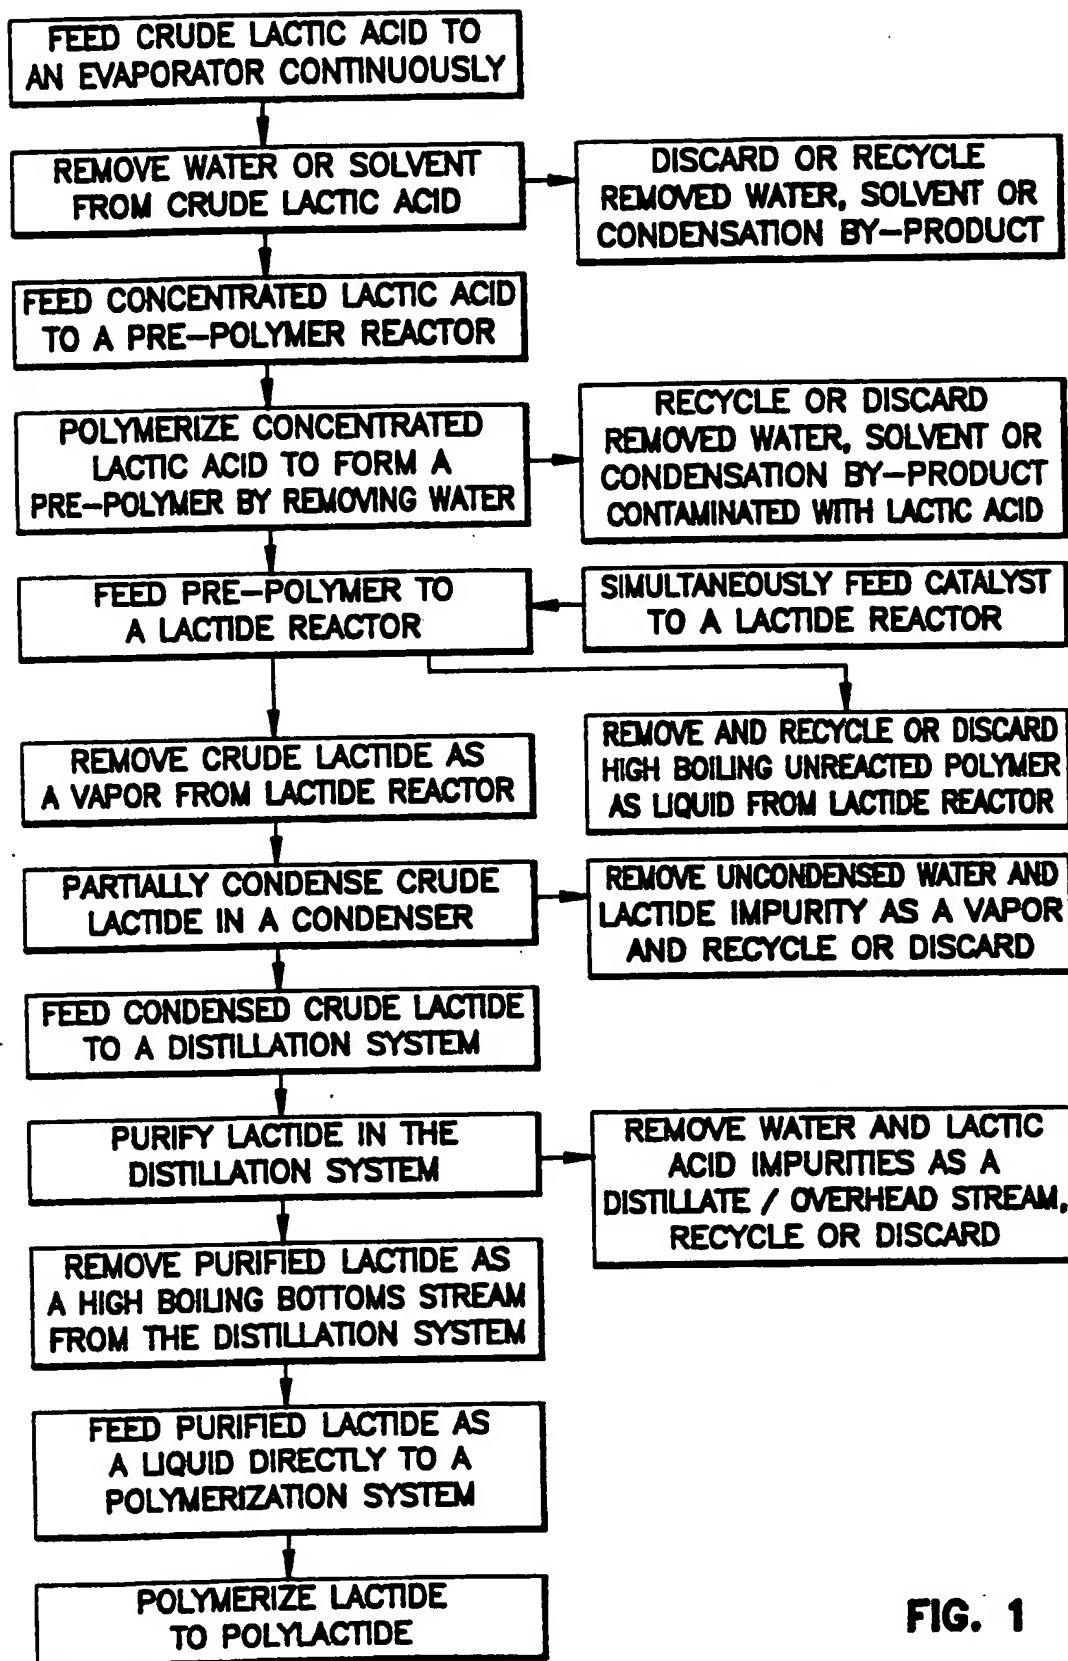 FEED CRUDE LACTIC ACID TO
AN EVAPORATOR CONTINUOUSLY
REMOVE WATER OR SOLVENT
FROM CRUDE LACTIC ACID
DISCARD OR RECYCLE
REMOVED WATER, SOLVENT OR
CONDENSATION BY-PRODUCT
FEED CONCENTRATED LACTIC ACID
TO A PRE-POLYMER REACTOR
POLYMERIZE CONCENTRATED
LACTIC ACID TO FORM A
PRE-POLYMER BY REMOVING WATER
RECYCLE OR DISCARD
REMOVED WATER, SOLVENT OR
CONDENSATION BY-PRODUCT
CONTAMINATED WITH LACTIC ACID
FEED PRE-POLYMER TO
A LACTIDE REACTOR
SIMULTANEOUSLY FEED CATALYST
TO A LACTIDE REACTOR
REMOVE CRUDE LACTIDE AS
A VAPOR FROM LACTIDE REACTOR
REMOVE AND RECYCLE OR DISCARD
HIGH BOILING UNREACTED POLYMER
AS LIQUID FROM LACTIDE REACTOR
PARTIALLY CONDENSE CRUDE
LACTIDE IN A CONDENSER
REMOVE UNCONDENSED WATER AND
LACTIDE IMPURITY AS A VAPOR
AND RECYCLE OR DISCARD
FEED CONDENSED CRUDE LACTIDE
TO A DISTILLATION SYSTEM
PURIFY LACTIDE IN THE
DISTILLATION SYSTEM
REMOVE WATER AND LACTIC
ACID IMPURITIES AS A
DISTILLATE / OVERHEAD STREAM,
RECYCLE OR DISCARD
REMOVE PURIFIED LACTIDE AS
A HIGH BOILING BOTTOMS STREAM
FROM THE DISTILLATION SYSTEM
FEED PURIFIED LACTIDE AS
A LIQUID DIRECTLY TO A
POLYMERIZATION SYSTEM
POLYMERIZE LACTIDE
TO POLYLACTIDE
FIG. 1